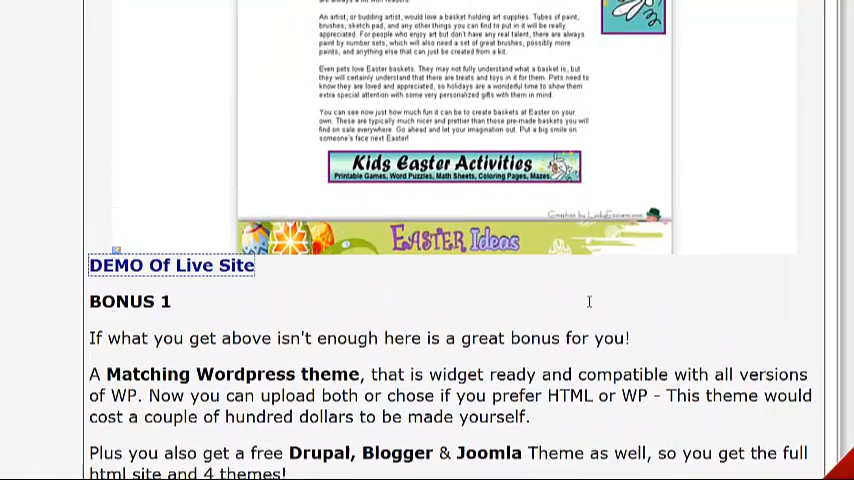 An artist, or budding artist, would love a basket holding art supplies. Tubes of paint,
brushes, sketch pad, and any other things you can find to put in it will be really
appreciated. For people who enjoy art but don't have any real talent, there are always
paint by number sets, which will also need a set of great brushes, possibly more
paints, and anything else that can just be created from a kit.
Even pets love Easter baskets. They may not fully understand what a basket is, but
they will certainly understand that there are treats and toys in it for them. Pets need to
know they are loved and appreciated, so holidays are a wonderful time to show them
extra special attention with some very personalized gifts with them in mind.
You can see now just how much fun it can be to create baskets at Easter on your
own. These are typically much nicer and prettier than those pre-made baskets you will
find on sale everywhere. Go ahead and let your imagination out. Put a big smile on
someone's face next Easter!
Kids Easter Activities
Printable Games, Word Puzzles, Math Sheets, Coloring Pages, Mazes
EASTER Ideas
DEMO Of Live Site
BONUS 1
If what you get above isn't enough here is a great bonus for you!
A Matching Wordpress theme, that is widget ready and compatible with all versions
of WP. Now you can upload both or chose if you prefer HTML or WP - This theme would
cost a couple of hundred dollars to be made yourself.
Plus you also get a free Drupal, Blogger & Joomla Theme as well, so you get the full
html site and 4 themes!